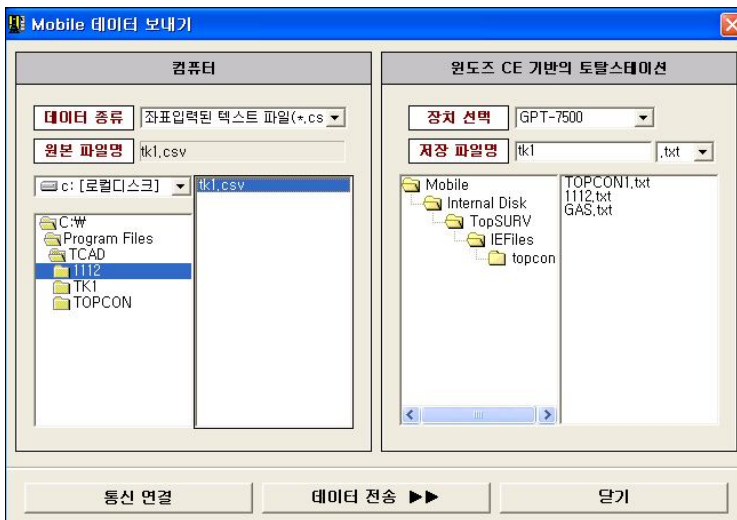 Mobile 데이터 보내기
컴퓨터
데이터 종류 좌표입력된 텍스트 파일(*.cs
원본 파일명 tk1.csv
c: [로컬디스크]
tk1.csv
C:₩
Program Files
TCAD
1112
TK1
TOPCON
윈도즈 CE 기반의 토탈스테이션
장치 선택 GPT-7500
저장 파일명 tk1 .txt
Mobile
Internal Disk
TopSURV
IEFiles
topcon
TOPCON1.txt
1112.txt
GAS.txt
통신 연결
데이터 전송 ▶▶
닫기